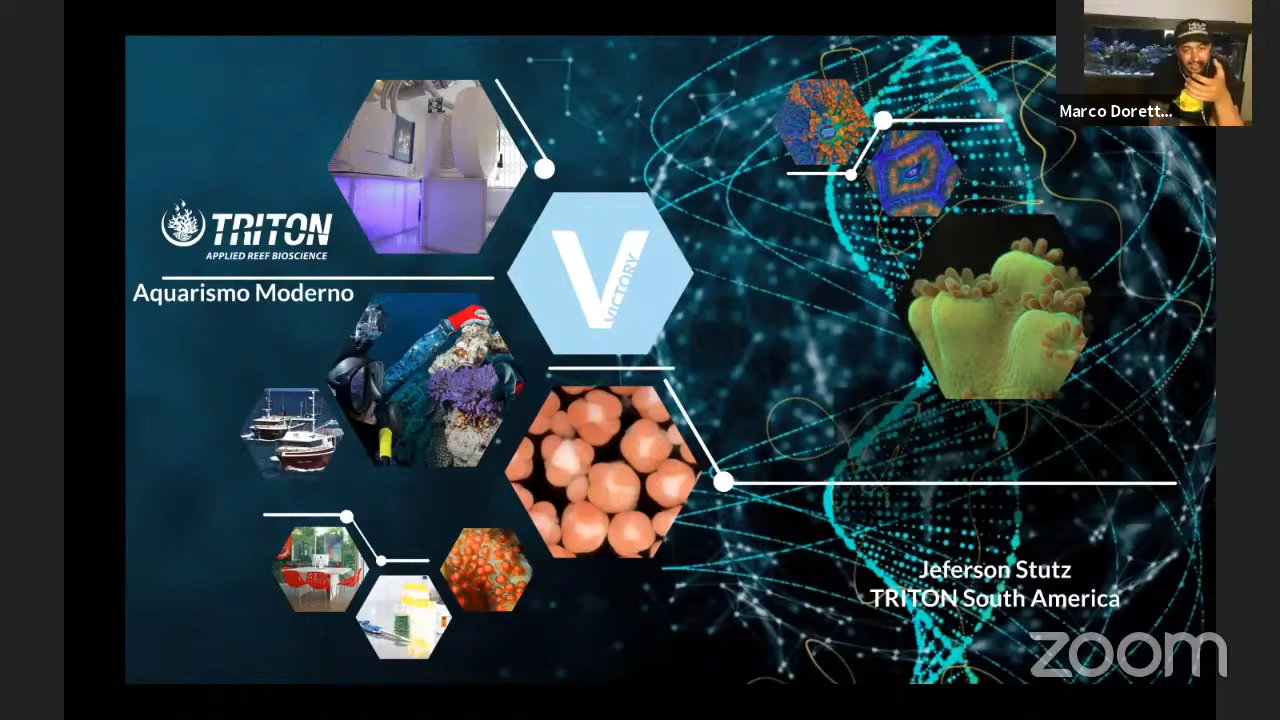 Marco Dorett...
TRITON
APPLIED REEF BIOSCIENCE
Aquarismo Moderno
V
VICTORY
Jeferson Stutz
TRITON South America
zoom